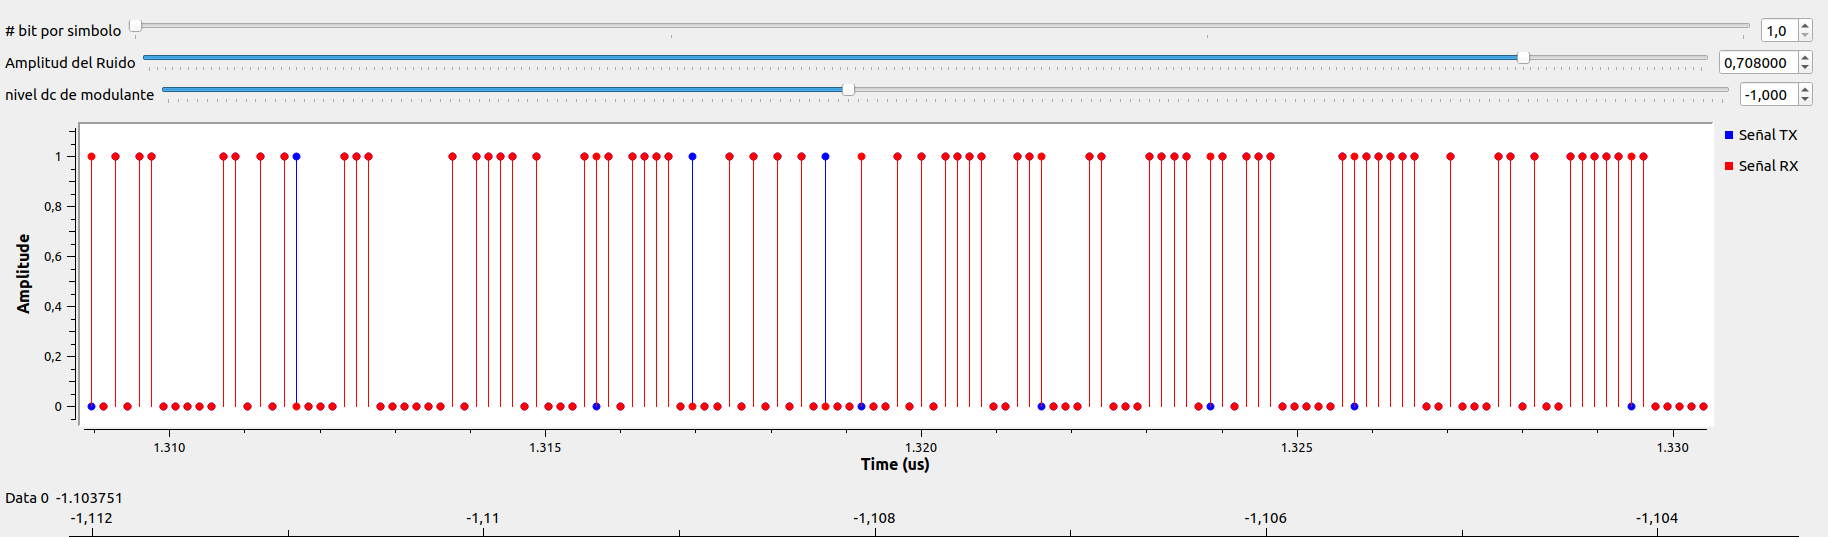 # bit por simbolo 1,0
Amplitud del Ruido 0,708000
nivel dc de modulante -1,000
Señal TX
Señal RX
1
0,8
0,6
0,4
0,2
0
Amplitude
1.310 1.315 1.320 1.325 1.330
Time (us)
Data 0 -1.103751
-1,112 -1,11 -1,108 -1,106 -1,104